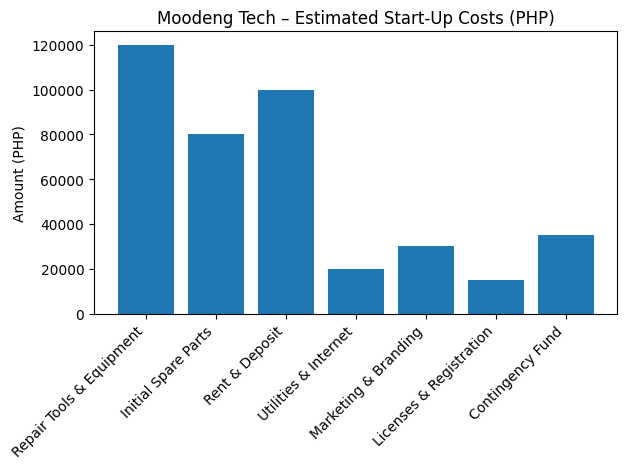 Moodeng Tech – Estimated Start-Up Costs (PHP)
Amount (PHP)
120000
100000
80000
60000
40000
20000
0
Repair Tools & Equipment
Initial Spare Parts
Rent & Deposit
Utilities & Internet
Marketing & Branding
Licenses & Registration
Contingency Fund